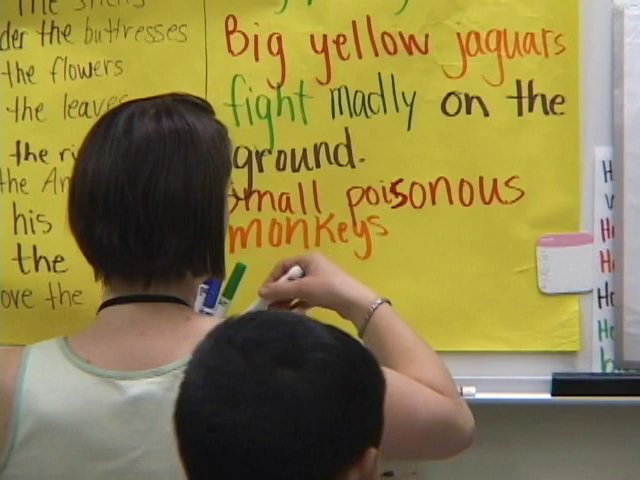 der the buttresses
the flowers
the leaves
the
the
his
the
ove the
Big yellow jaguars
fight madly on the
ground.
small poisonous
monkeys